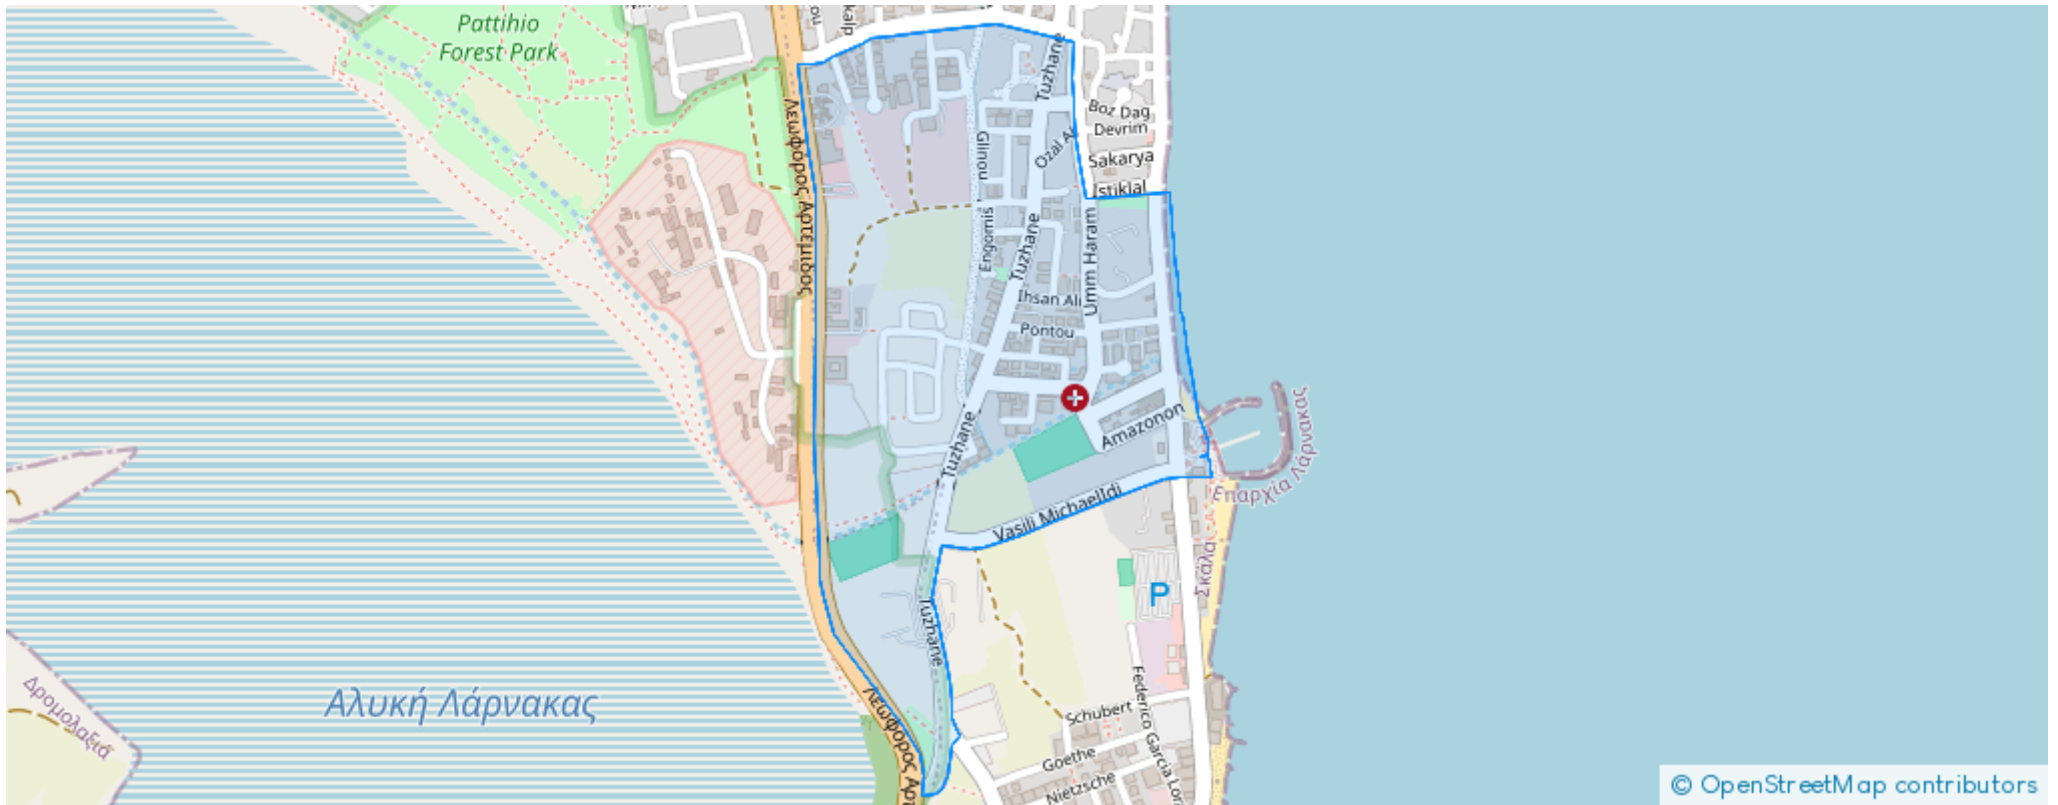 Pattihio
Forest Park
kalp
Tuzhane
Λεωφόρος Αρτέμιδος
Glinou
Ozal
Boz Dag
Devrim
Sakarya
Istiklal
Engomis
Tuzhane
Umm Haram
Ihsan Ali
Pontou
Tuzhane
Amazonon
Vasili MichaelIdi
Επαρχία Λάρνακας
Σκάλα
P
Tuzhane
Αλυκή Λάρνακας
Δρομολαξιά
Λεωφόρος Αρτ
Schubert
Federico Garcia Lor
Goethe
Nietzsche
© OpenStreetMap contributors